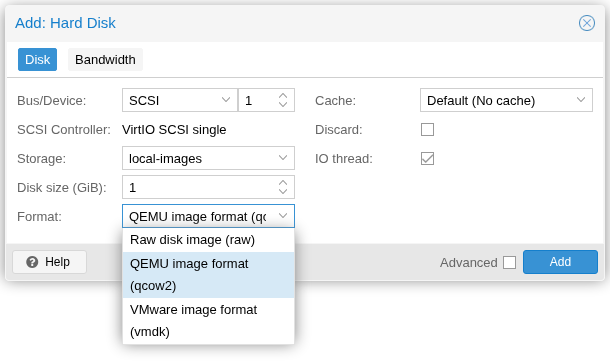 Add: Hard Disk
Disk Bandwidth
Bus/Device: SCSI 1 Cache: Default (No cache)
SCSI Controller: VirtIO SCSI single Discard:
Storage: local-images IO thread:
Disk size (GiB): 1
Format: QEMU image format (qc
Raw disk image (raw)
QEMU image format
(qcow2)
VMware image format
(vmdk)
Help Advanced Add